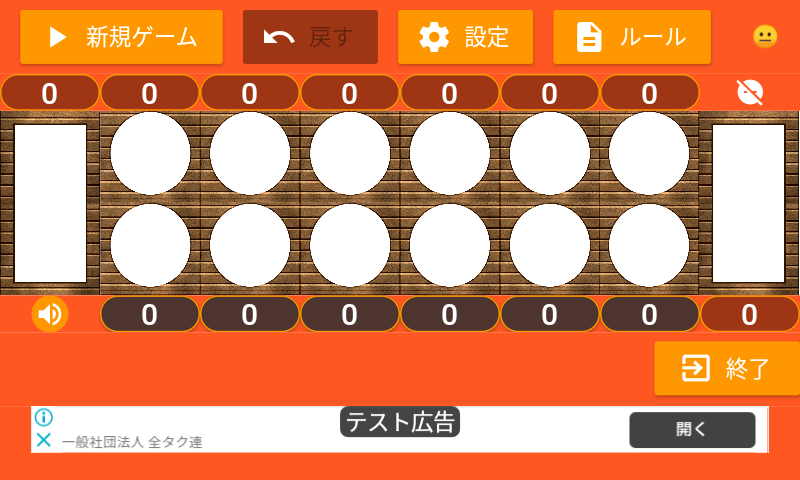 新規ゲーム 戻す 設定 ルール
0 0 0 0 0 0 0
0 0 0 0 0 0 0
終了
テスト広告
一般社団法人 全タク連
開く